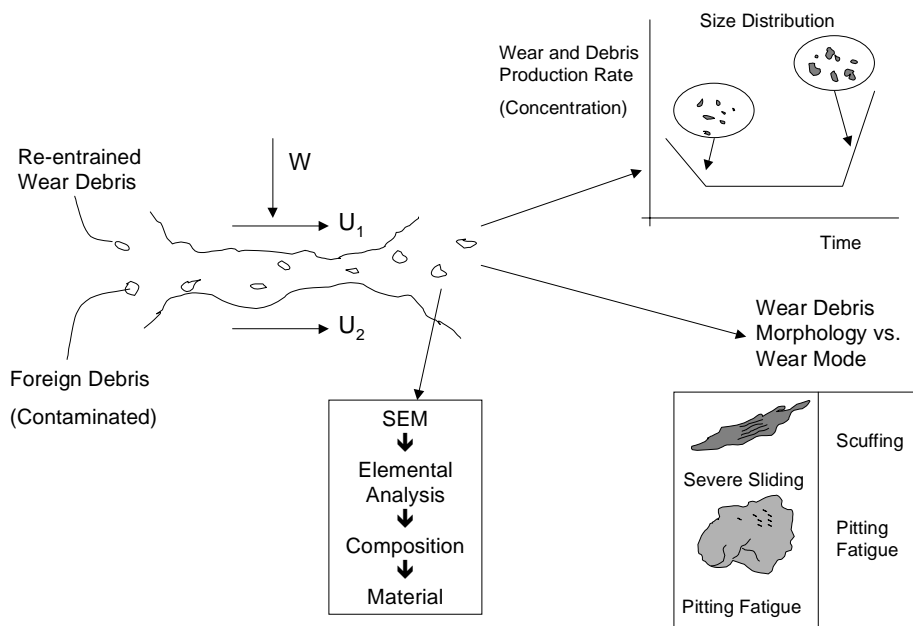 Size Distribution
Wear and Debris
Production Rate
(Concentration)
Time
Re-entrained
Wear Debris
W
U1
U2
Foreign Debris
(Contaminated)
SEM
Elemental
Analysis
Composition
Material
Wear Debris
Morphology vs.
Wear Mode
Severe Sliding
Scuffing
Pitting Fatigue
Pitting
Fatigue